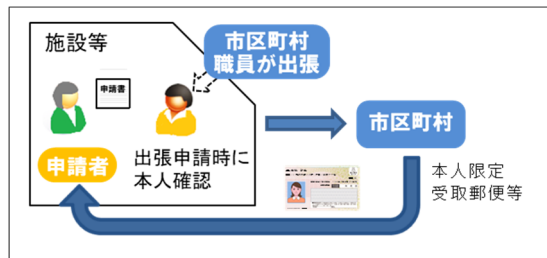 施設等
市区町村
職員が出張
申請書
申請者
出張申請時に
本人確認
市区町村
本人限定
受取郵便等